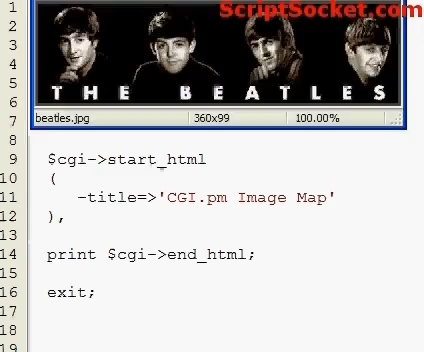 1
ScriptSocket.com
2
3
4
5
THE BEATLES
6
beatles.jpg 360x99 100.00%
7
8
9 $cgi->start_html
10 (
11 -title=>'CGI.pm Image Map'
12 ),
13
14 print $cgi->end_html;
15
16 exit;
17
18
19